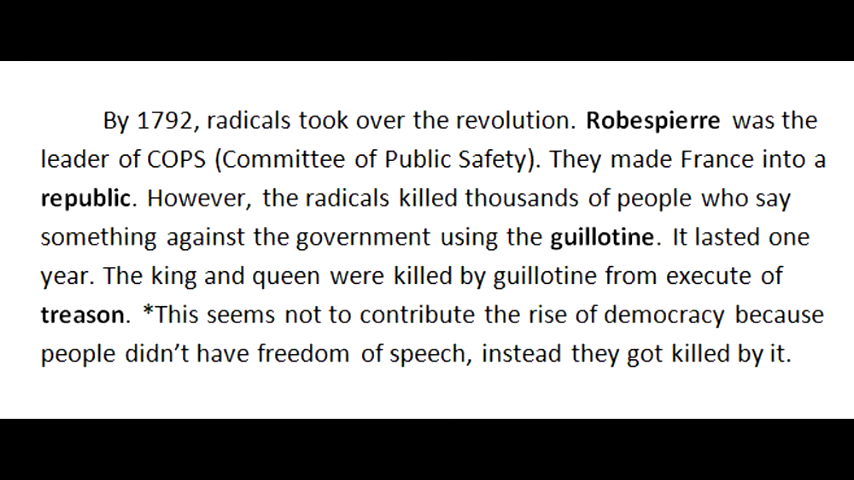 By 1792, radicals took over the revolution. Robespierre was the
leader of COPS (Committee of Public Safety). They made France into a
republic. However, the radicals killed thousands of people who say
something against the government using the guillotine. It lasted one
year. The king and queen were killed by guillotine from execute of
treason. *This seems not to contribute the rise of democracy because
people didn’t have freedom of speech, instead they got killed by it.